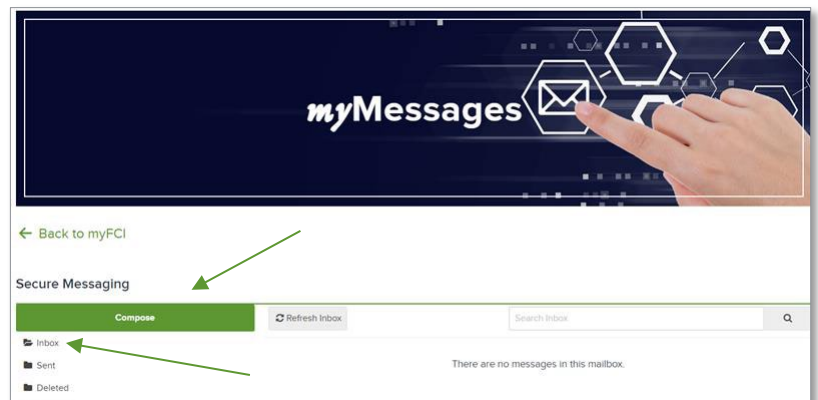 myMessages
← Back to myFCI
Secure Messaging
Compose
Refresh Inbox
Search Inbox
Inbox
Sent
Deleted
There are no messages in this mailbox.